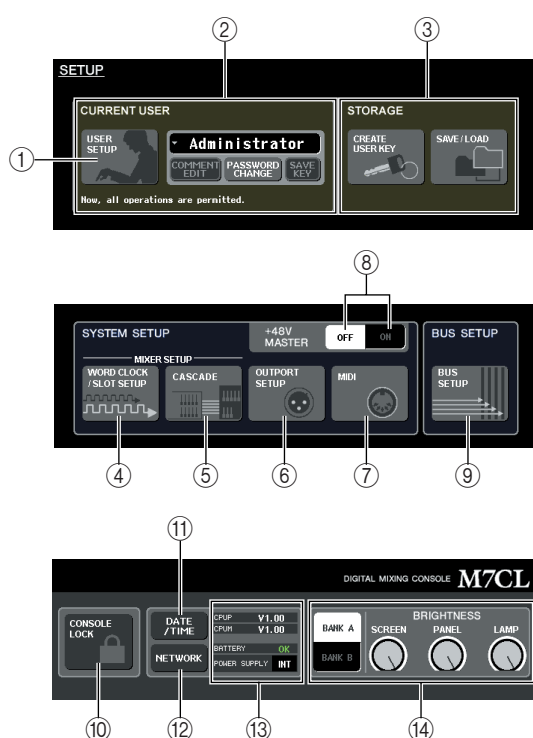 ② ③
SETUP
CURRENT USER
STORAGE
①
USER
SETUP
Administrator
COMMENT
EDIT
PASSWORD
CHANGE
SAVE
KEY
Now, all operations are permitted.
CREATE
USER KEY
SAVE/LOAD
⑧
SYSTEM SETUP
+48V
MASTER
OFF
ON
BUS SETUP
MIXER SETUP
WORD CLOCK
/SLOT SETUP
CASCADE
OUTPORT
SETUP
MIDI
BUS
SETUP
④ ⑤ ⑥ ⑦ ⑨
⑪
DIGITAL MIXING CONSOLE M7CL
CONSOLE
LOCK
DATE
/TIME
NETWORK
CPUP V1.00
CPUM V1.00
BATTERY OK
POWER SUPPLY INT
BANK A
BANK B
BRIGHTNESS
SCREEN PANEL LAMP
⑩ ⑫ ⑬ ⑭